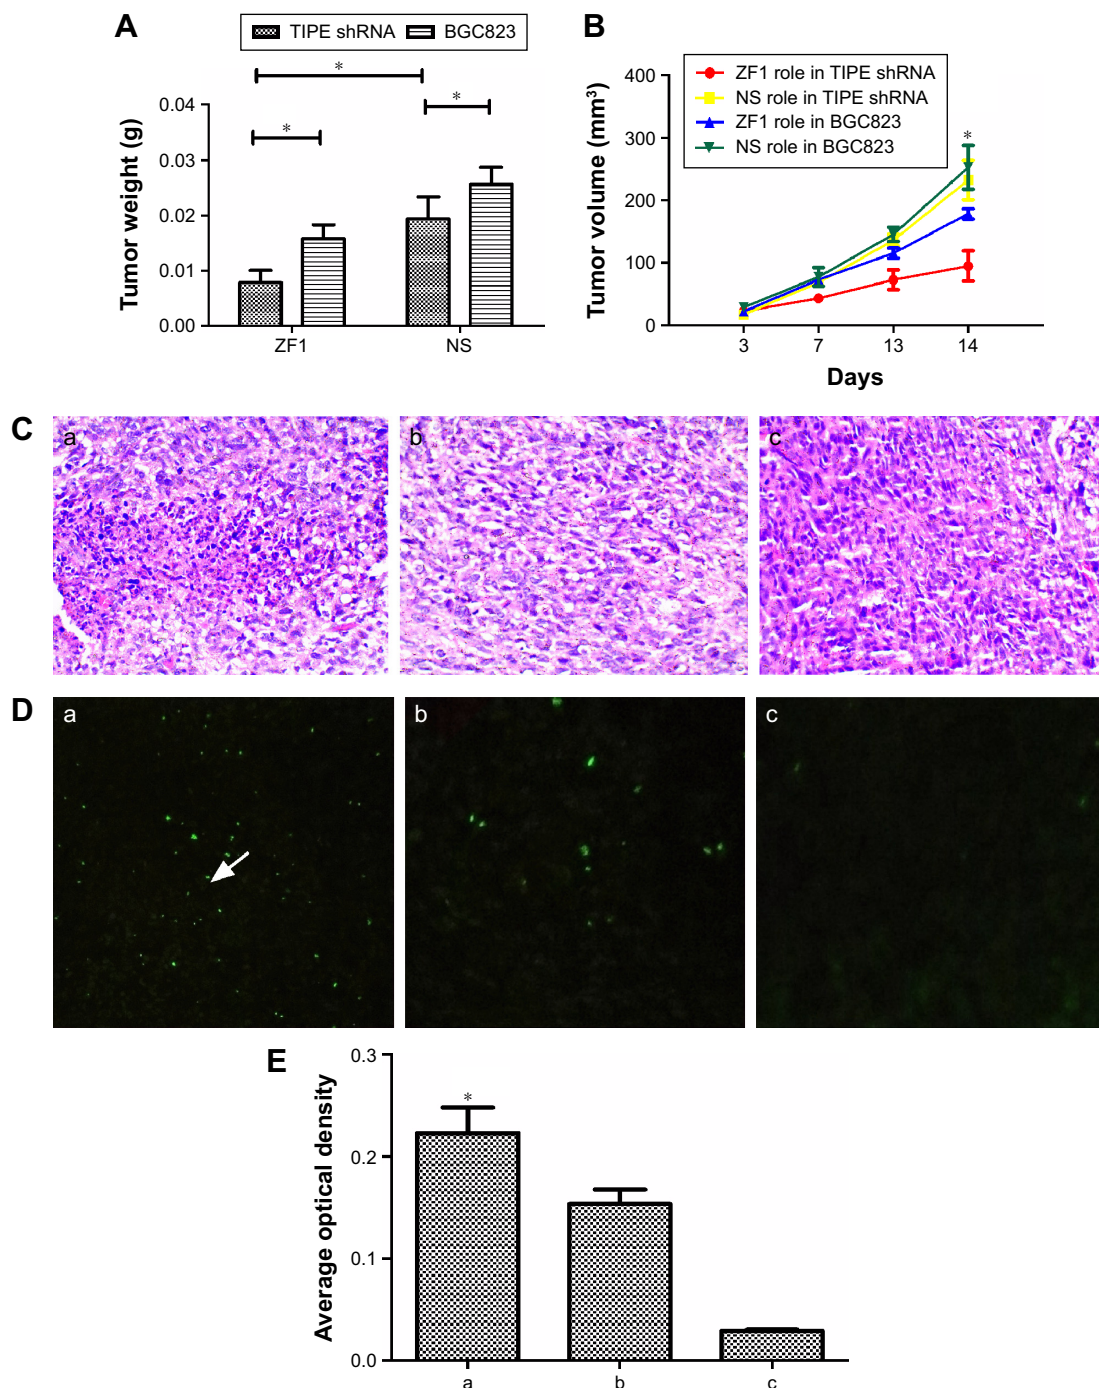 A
TIPE shRNA
BGC823
Tumor weight (g)
0.04
0.03
0.02
0.01
0.00
*
*
*
ZF1
NS
B
Tumor volume (mm³)
400
300
200
100
0
ZF1 role in TIPE shRNA
NS role in TIPE shRNA
ZF1 role in BGC823
NS role in BGC823
*
3
7
13
14
Days
C
a
b
c
D
a
b
c
E
Average optical density
0.3
0.2
0.1
0.0
*
a
b
c